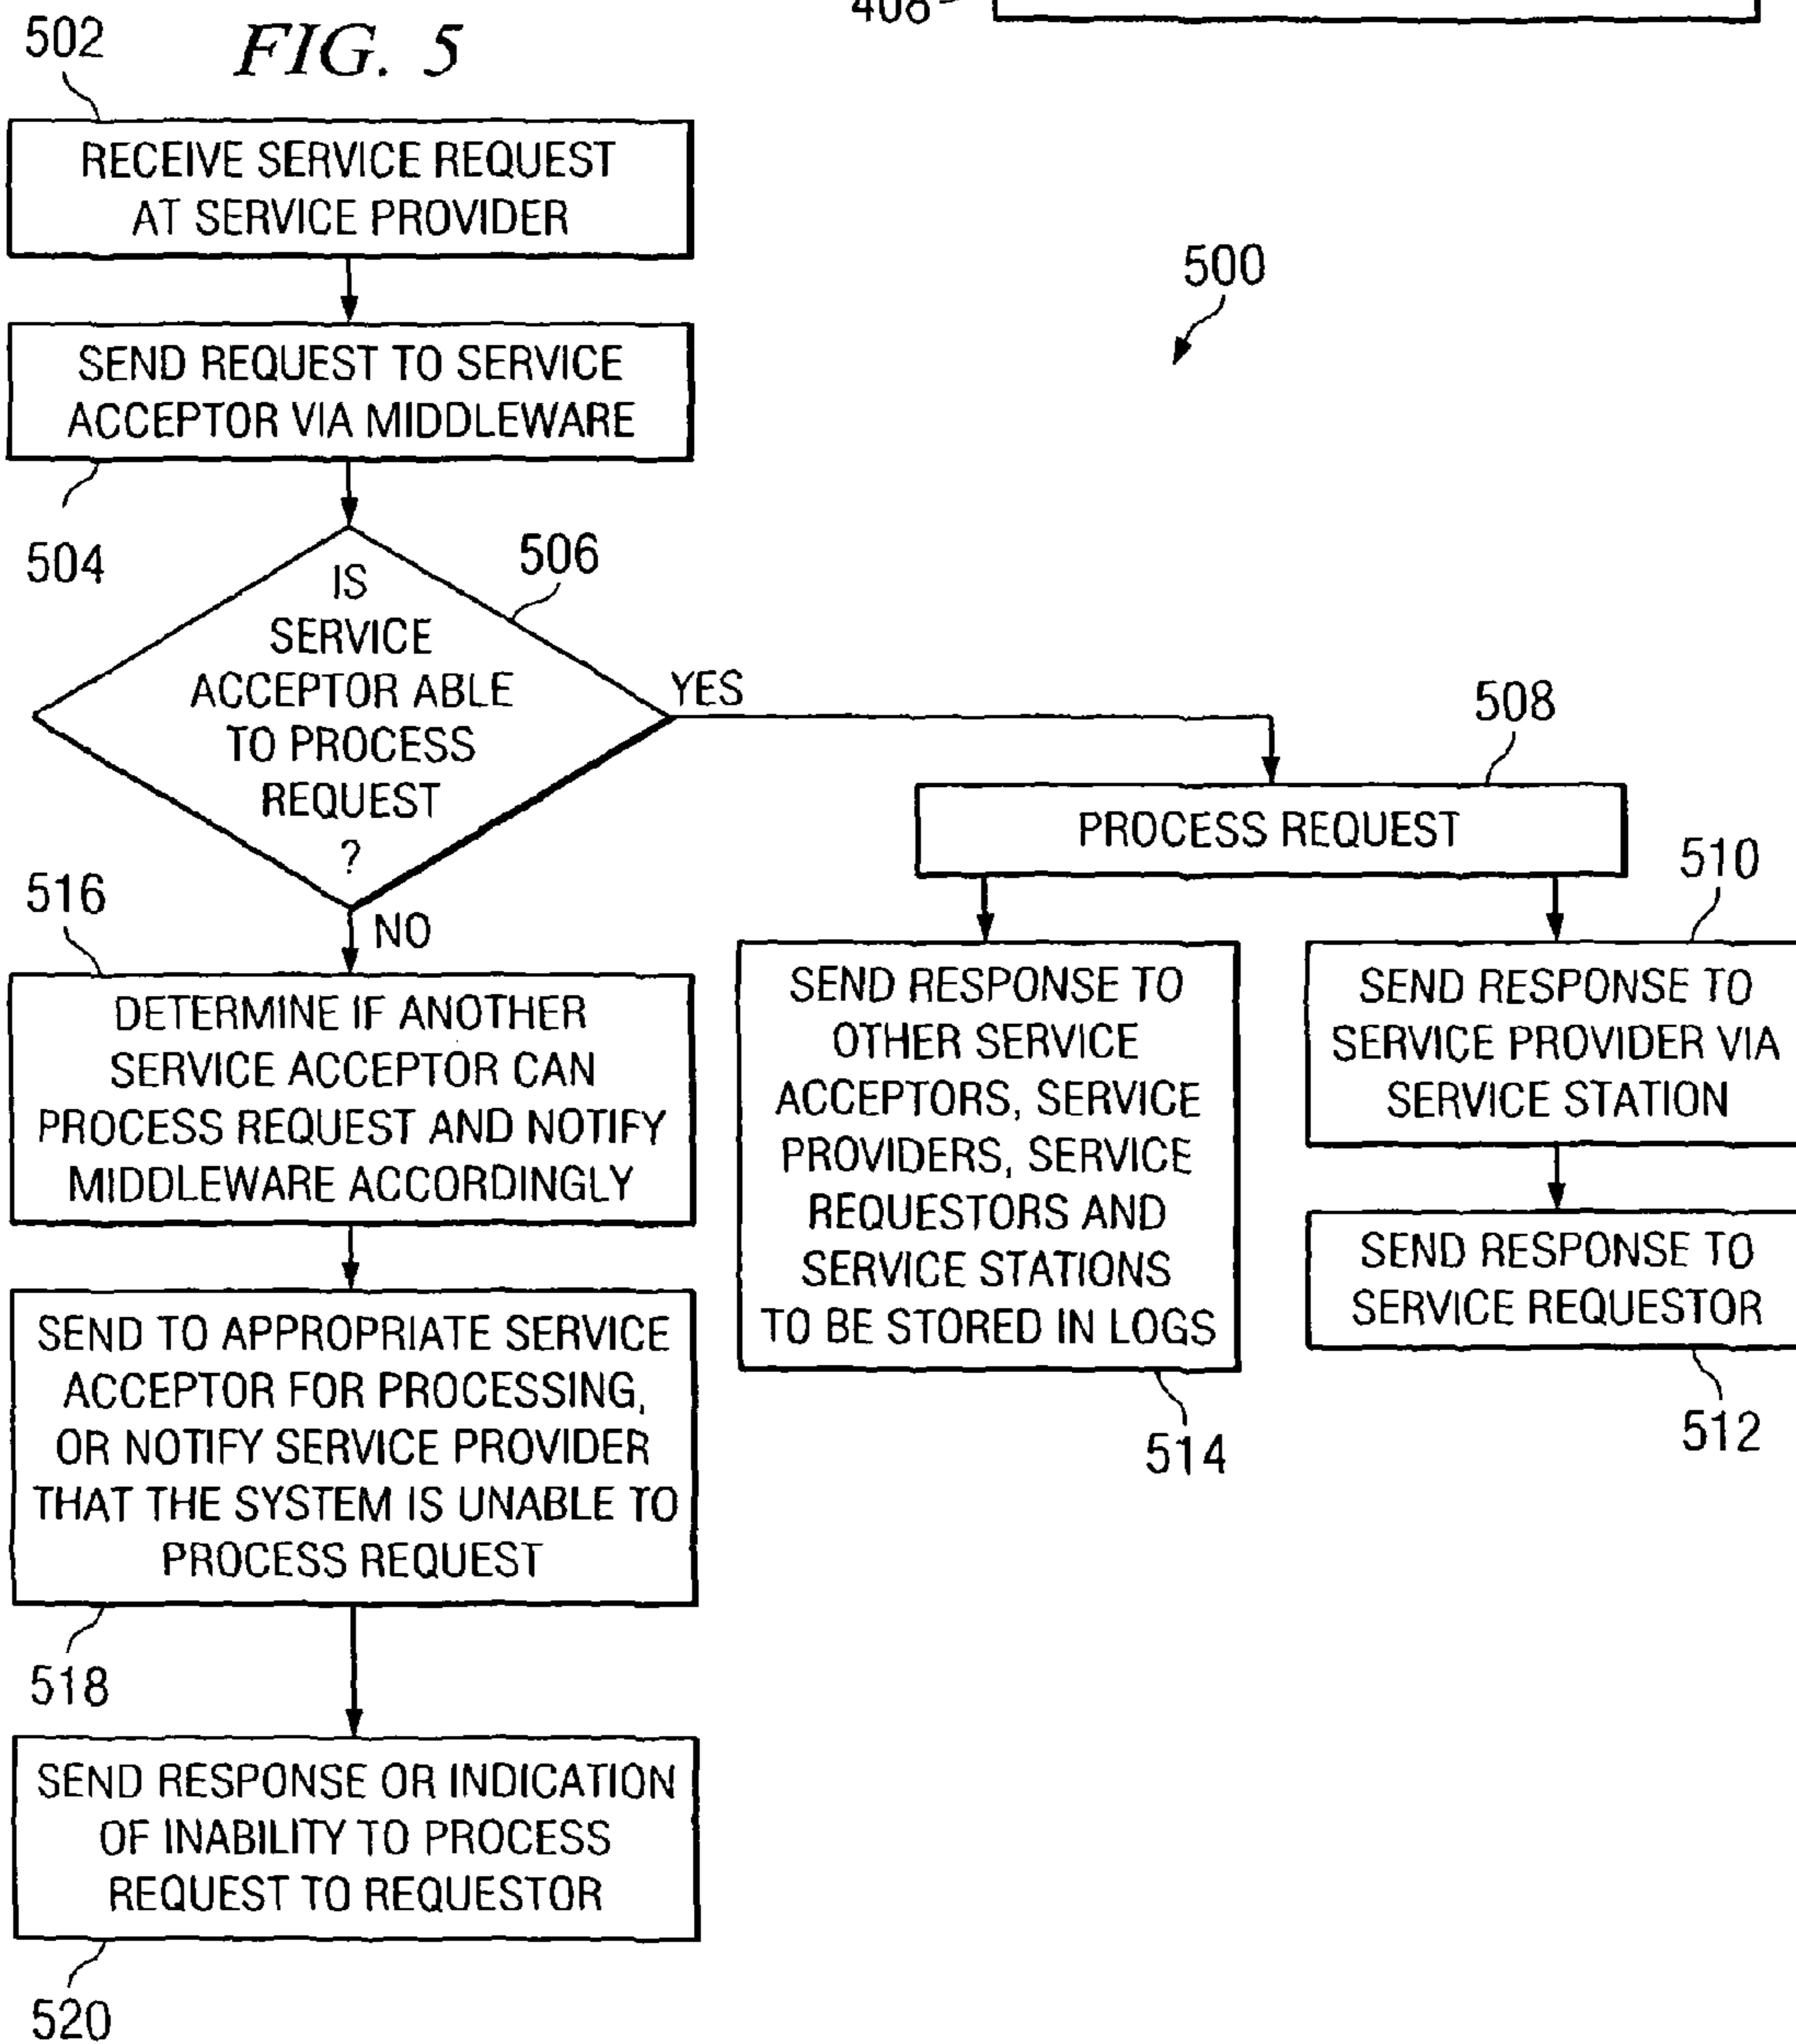 408
502
FIG. 5
RECEIVE SERVICE REQUEST
AT SERVICE PROVIDER
500
SEND REQUEST TO SERVICE
ACCEPTOR VIA MIDDLEWARE
504
506
IS
SERVICE
ACCEPTOR ABLE
TO PROCESS
REQUEST
?
YES
508
PROCESS REQUEST
510
516
NO
DETERMINE IF ANOTHER
SERVICE ACCEPTOR CAN
PROCESS REQUEST AND NOTIFY
MIDDLEWARE ACCORDINGLY
SEND RESPONSE TO
OTHER SERVICE
ACCEPTORS, SERVICE
PROVIDERS, SERVICE
REQUESTORS AND
SERVICE STATIONS
TO BE STORED IN LOGS
514
SEND RESPONSE TO
SERVICE PROVIDER VIA
SERVICE STATION
SEND RESPONSE TO
SERVICE REQUESTOR
512
SEND TO APPROPRIATE SERVICE
ACCEPTOR FOR PROCESSING,
OR NOTIFY SERVICE PROVIDER
THAT THE SYSTEM IS UNABLE TO
PROCESS REQUEST
518
SEND RESPONSE OR INDICATION
OF INABILITY TO PROCESS
REQUEST TO REQUESTOR
520